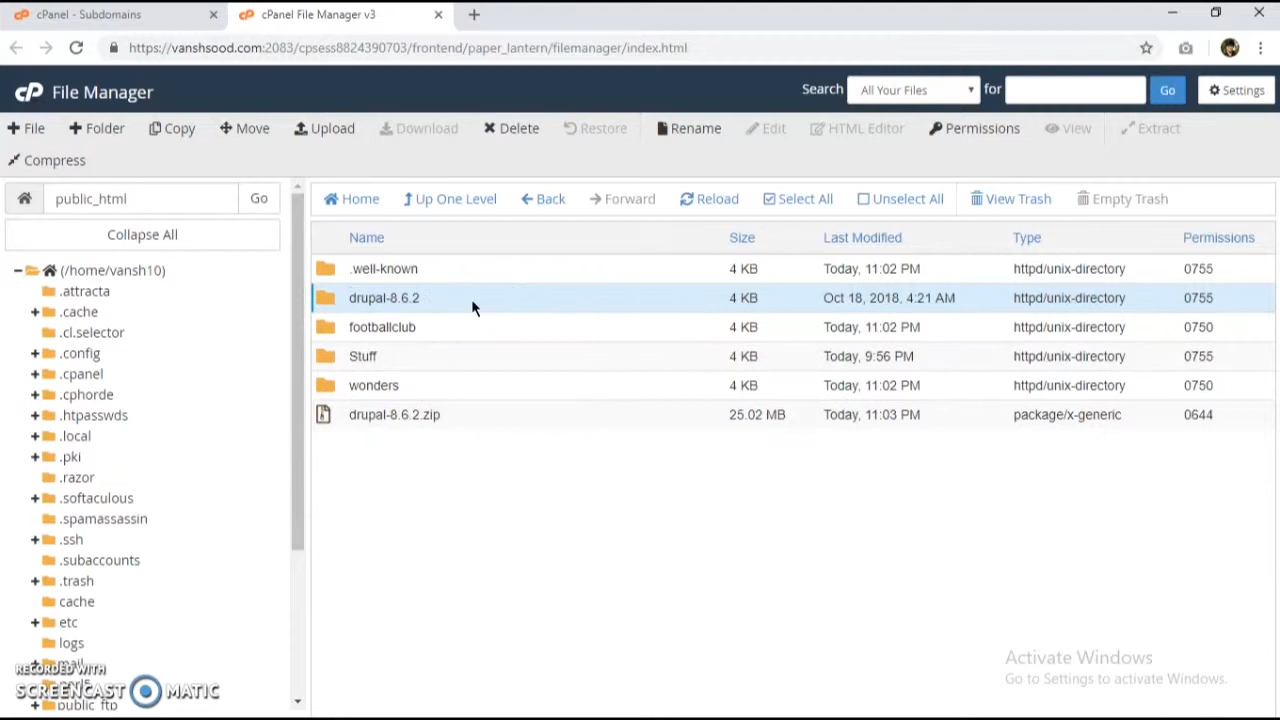 cPanel - Subdomains
cPanel File Manager v3
https://vanshsood.com:2083/cpsess8824390703/frontend/paper_lantern/filemanager/index.html
cP File Manager
Search All Your Files for Go Settings
File Folder Copy Move Upload Download Delete Restore Rename Edit HTML Editor Permissions View Extract
Compress
public_html Go
Home Up One Level Back Forward Reload Select All Unselect All View Trash Empty Trash
Collapse All
(/home/vansh10)
.attracta
.cache
.cl.selector
.config
.cpanel
.cphorde
.htpasswds
.local
.pki
.razor
.softaculous
.spamassassin
.ssh
.subaccounts
.trash
cache
etc
logs
mail
public_ftp
Name Size Last Modified Type Permissions
.well-known 4 KB Today, 11:02 PM httpd/unix-directory 0755
drupal-8.6.2 4 KB Oct 18, 2018, 4:21 AM httpd/unix-directory 0755
footballclub 4 KB Today, 11:02 PM httpd/unix-directory 0750
Stuff 4 KB Today, 9:56 PM httpd/unix-directory 0755
wonders 4 KB Today, 11:02 PM httpd/unix-directory 0750
drupal-8.6.2.zip 25.02 MB Today, 11:03 PM package/x-generic 0644
RECORDED WITH
SCREENCAST MATIC
Activate Windows
Go to Settings to activate Windows.